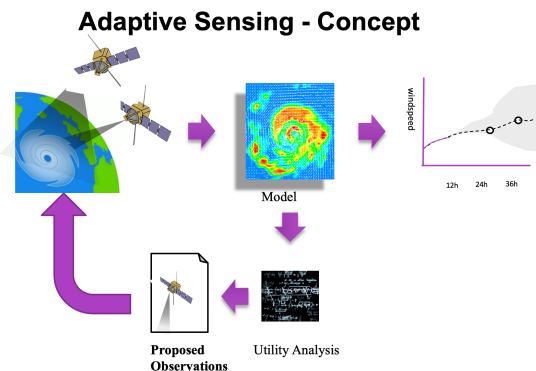 Adaptive Sensing - Concept
windspeed
12h
24h
36h
Model
Proposed
Observations
Utility Analysis